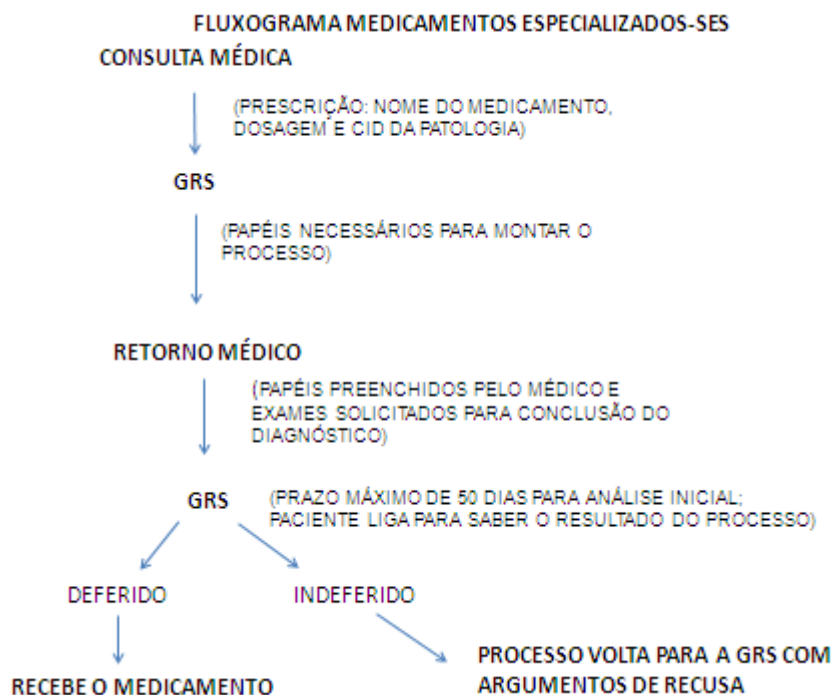 FLUXOGRAMA MEDICAMENTOS ESPECIALIZADOS-SES
CONSULTA MÉDICA
(PRESCRIÇÃO: NOME DO MEDICAMENTO,
DOSAGEM E CID DA PATOLOGIA)
GRS
(PAPÉIS NECESSÁRIOS PARA MONTAR O
PROCESSO)
RETORNO MÉDICO
(PAPÉIS PREENCHIDOS PELO MÉDICO E
EXAMES SOLICITADOS PARA CONCLUSÃO DO
DIAGNÓSTICO)
GRS
(PRAZO MÁXIMO DE 50 DIAS PARA ANÁLISE INICIAL;
PACIENTE LIGA PARA SABER O RESULTADO DO PROCESSO)
DEFERIDO
INDEFERIDO
RECEBE O MEDICAMENTO
PROCESSO VOLTA PARA A GRS COM
ARGUMENTOS DE RECUSA